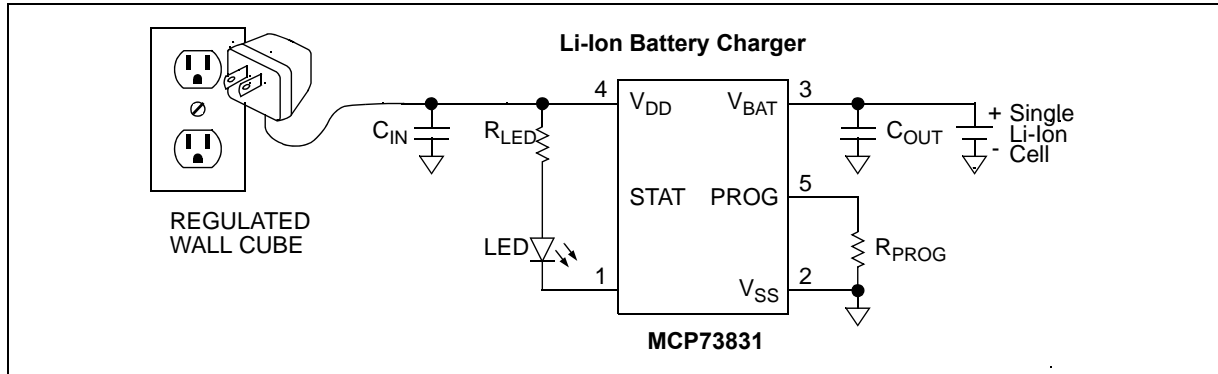 Li-Ion Battery Charger
4
VDD
VBAT
3
CIN
RLED
COUT
+ Single
Li-Ion
- Cell
STAT
PROG
5
REGULATED
WALL CUBE
LED
RPROG
1
VSS
2
MCP73831